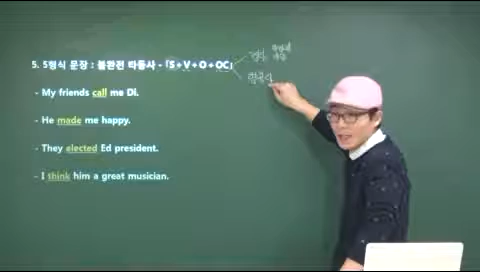 5. 5형식 문장 : 불완전 타동사 - 「S+V+O+OC」
- My friends call me Di.
- He made me happy.
- They elected Ed president.
- I think him a great musician.